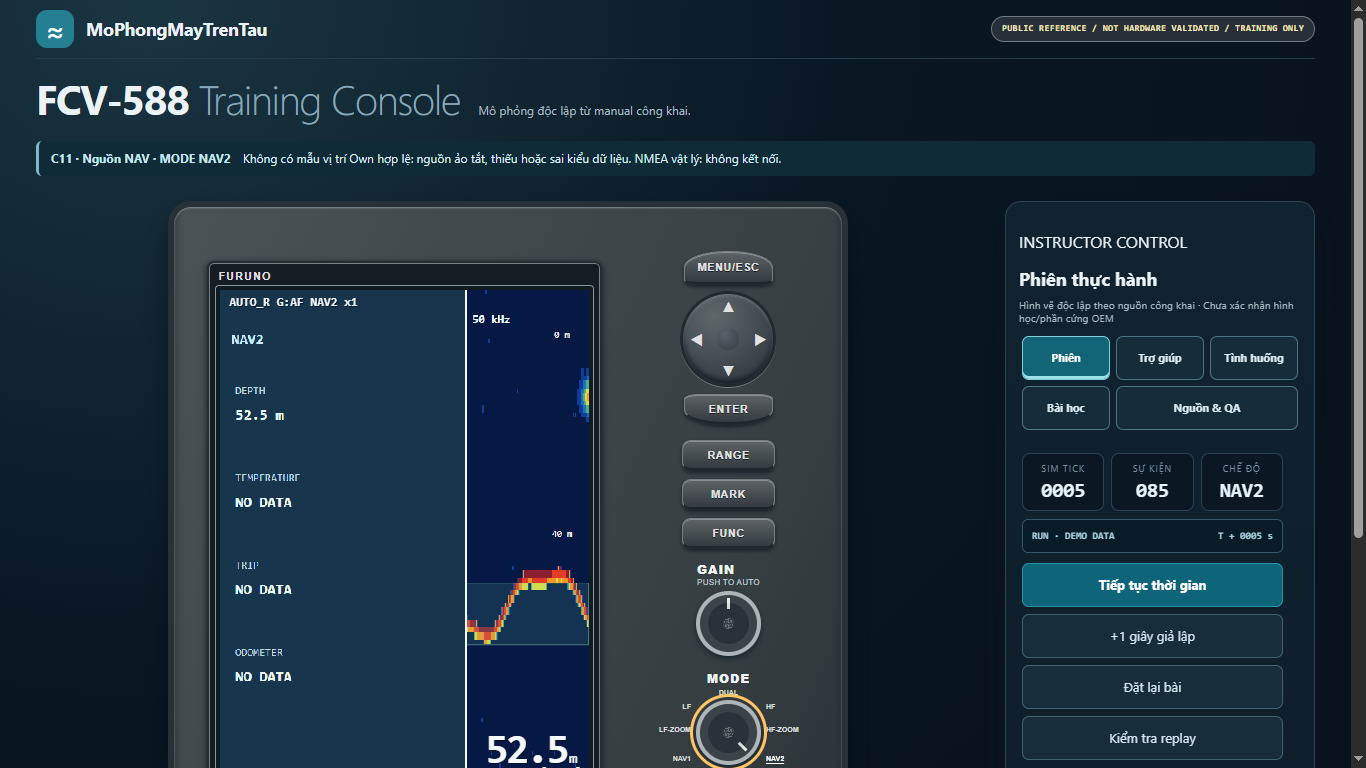 ≈ MoPhongMayTrenTau
PUBLIC REFERENCE / NOT HARDWARE VALIDATED / TRAINING ONLY
FCV-588 Training Console Mô phỏng độc lập từ manual công khai.
C11 · Nguồn NAV · MODE NAV2 Không có mẫu vị trí Own hợp lệ: nguồn ảo tắt, thiếu hoặc sai kiểu dữ liệu. NMEA vật lý: không kết nối.
FURUNO
AUTO_R G:AF NAV2 x1
NAV2
DEPTH
52.5 m
TEMPERATURE
NO DATA
TRIP
NO DATA
ODOMETER
NO DATA
50 kHz
0 m
40 m
52.5m
MENU/ESC
ENTER
RANGE
MARK
FUNC
GAIN
PUSH TO AUTO
MODE
DUAL
LF HF
LF-ZOOM HF-ZOOM
NAV1 NAV2
INSTRUCTOR CONTROL
Phiên thực hành
Hình vẽ độc lập theo nguồn công khai · Chưa xác nhận hình
học/phần cứng OEM
Phiên Trợ giúp Tình huống
Bài học Nguồn & QA
SIM TICK SỰ KIỆN CHẾ ĐỘ
0005 085 NAV2
RUN · DEMO DATA T + 0005 s
Tiếp tục thời gian
+1 giây giả lập
Đặt lại bài
Kiểm tra replay